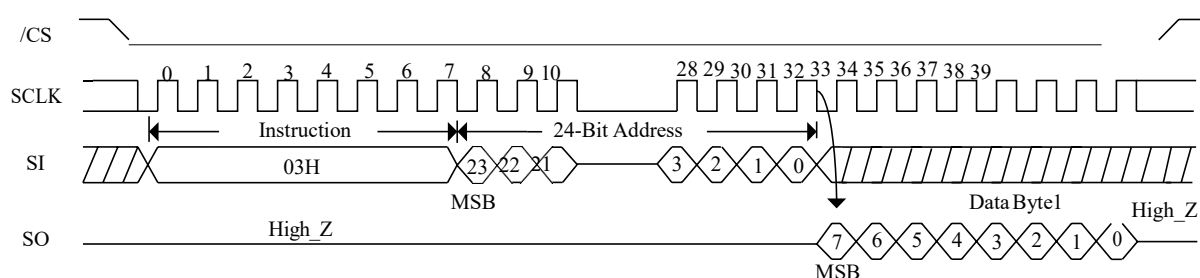 /CS
0 1 2 3 4 5 6 7 8 9 10 28 29 30 31 32 33 34 35 36 37 38 39
SCLK
Instruction 24-Bit Address
SI 03H 23 22 21 3 2 1 0
MSB Data Byte1
High_Z High_Z
SO 7 6 5 4 3 2 1 0
MSB